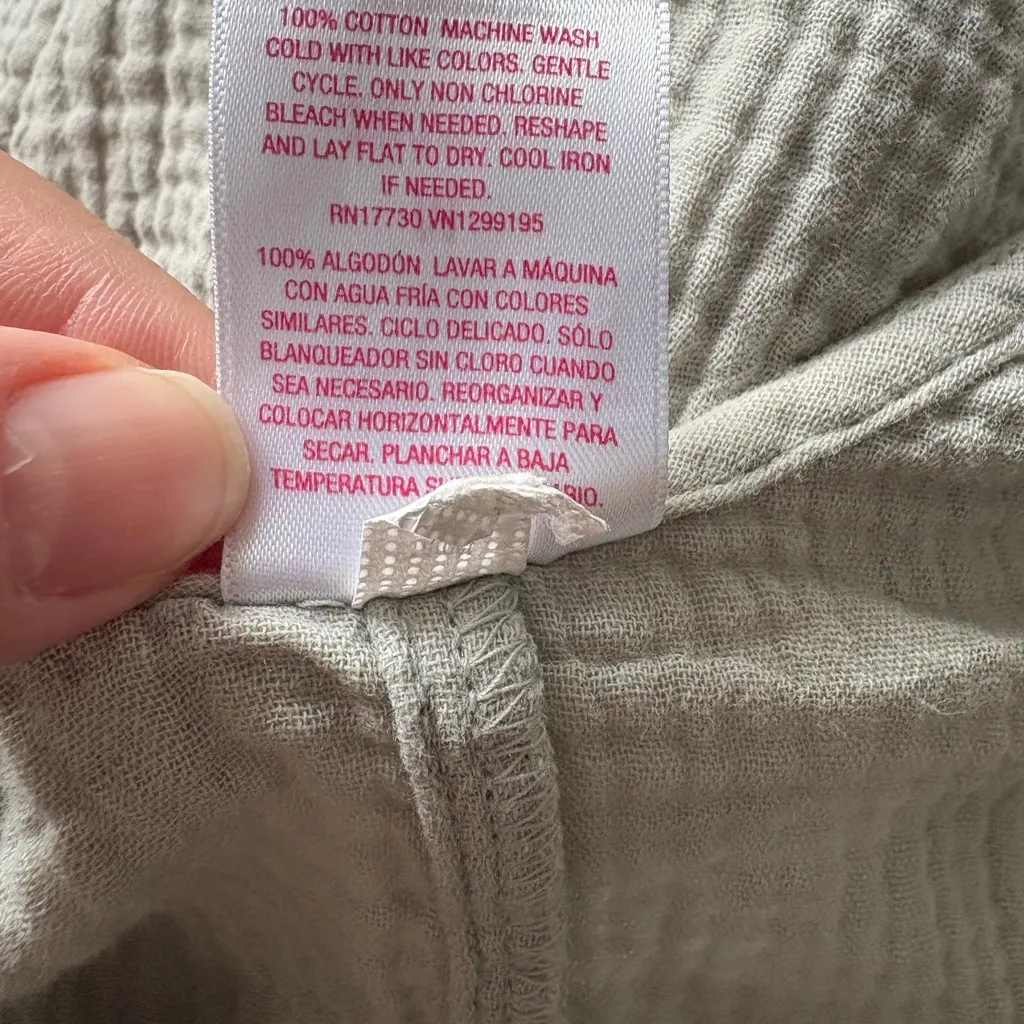 100% COTTON MACHINE WASH
COLD WITH LIKE COLORS. GENTLE
CYCLE. ONLY NON CHLORINE
BLEACH WHEN NEEDED. RESHAPE
AND LAY FLAT TO DRY. COOL IRON
IF NEEDED.
RN17730 VN1299195
100% ALGODÓN LAVAR A MÁQUINA
CON AGUA FRÍA CON COLORES
SIMILARES. CICLO DELICADO. SÓLO
BLANQUEADOR SIN CLORO CUANDO
SEA NECESARIO. REORGANIZAR Y
COLOCAR HORIZONTALMENTE PARA
SECAR. PLANCHAR A BAJA
TEMPERATURA